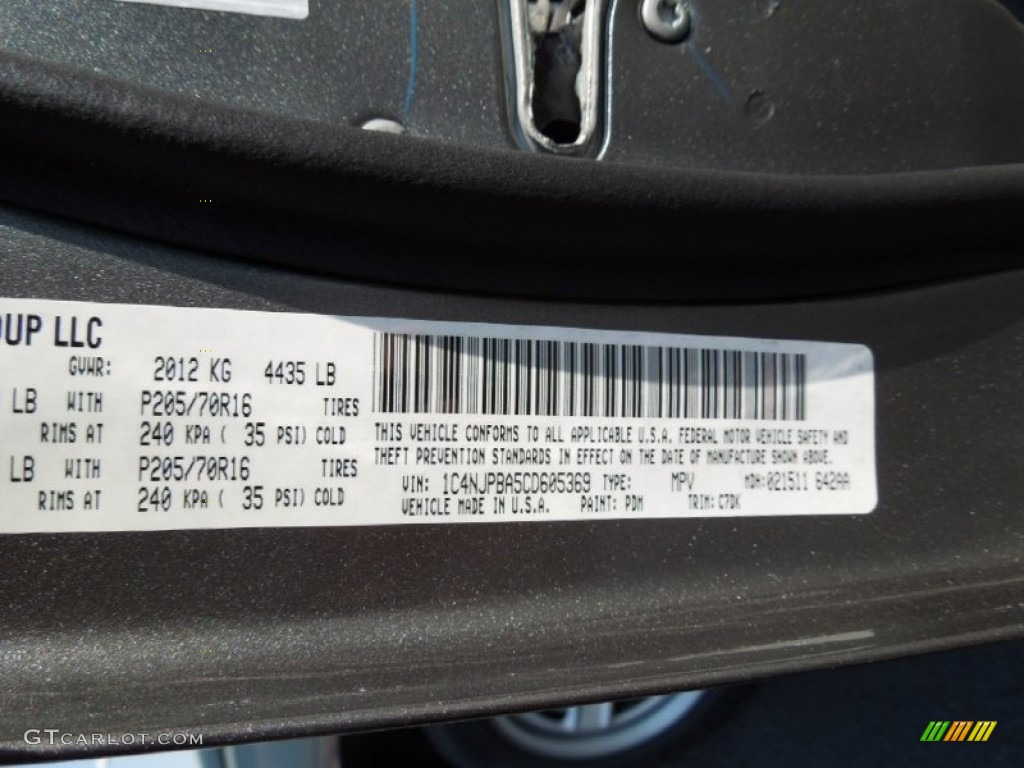 OUP LLC
GVWR: 2012 KG 4435 LB
LB WITH P205/70R16 TIRES
RIMS AT 240 KPA ( 35 PSI) COLD
LB WITH P205/70R16 TIRES
RIMS AT 240 KPA ( 35 PSI) COLD
THIS VEHICLE CONFORMS TO ALL APPLICABLE U.S.A. FEDERAL MOTOR VEHICLE SAFETY AND
THEFT PREVENTION STANDARDS IN EFFECT ON THE DATE OF MANUFACTURE SHOWN ABOVE.
VIN: 1C4NJPBA5CD605369 TYPE: MPV MDH:021511 642AA
VEHICLE MADE IN U.S.A. PAINT: PDM TRIM: C7DK
GTCARLOT.COM